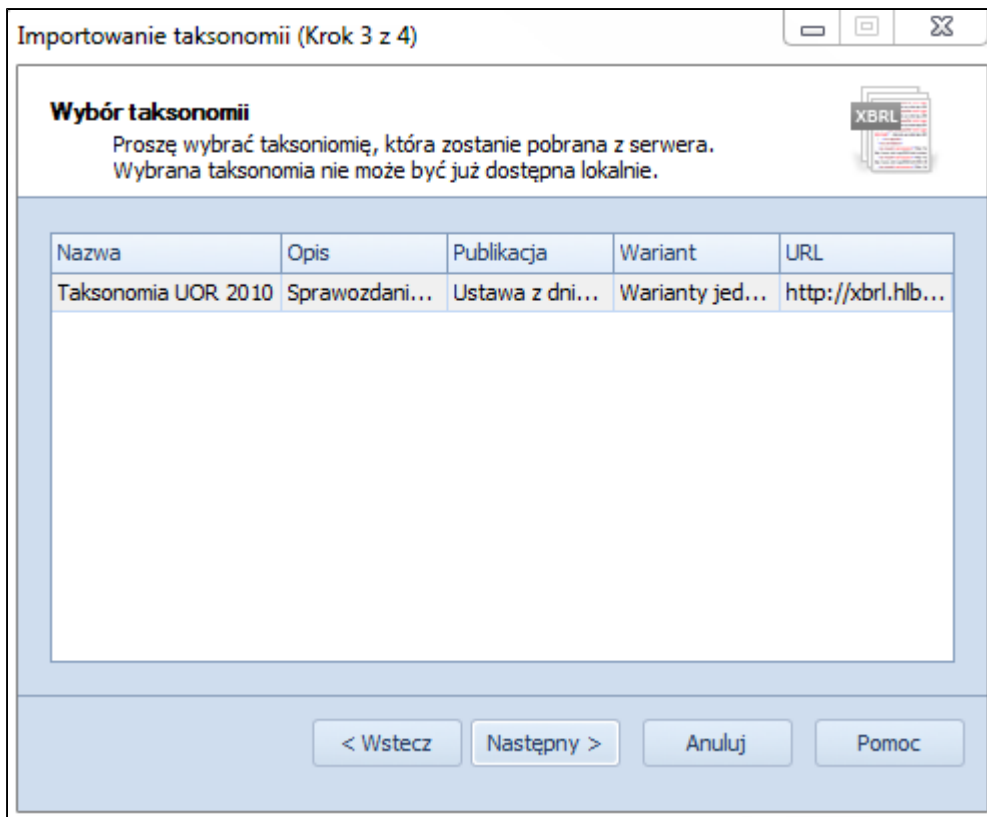 Importowanie taksonomii (Krok 3 z 4)
Wybór taksonomii
Proszę wybrać taksoniomię, która zostanie pobrana z serwera.
Wybrana taksonomia nie może być już dostępna lokalnie.
XBRL
Nazwa Opis Publikacja Wariant URL
Taksonomia UOR 2010 Sprawozdani... Ustawa z dni... Warianty jed... http://xbrl.hlb...
< Wstecz Następny > Anuluj Pomoc